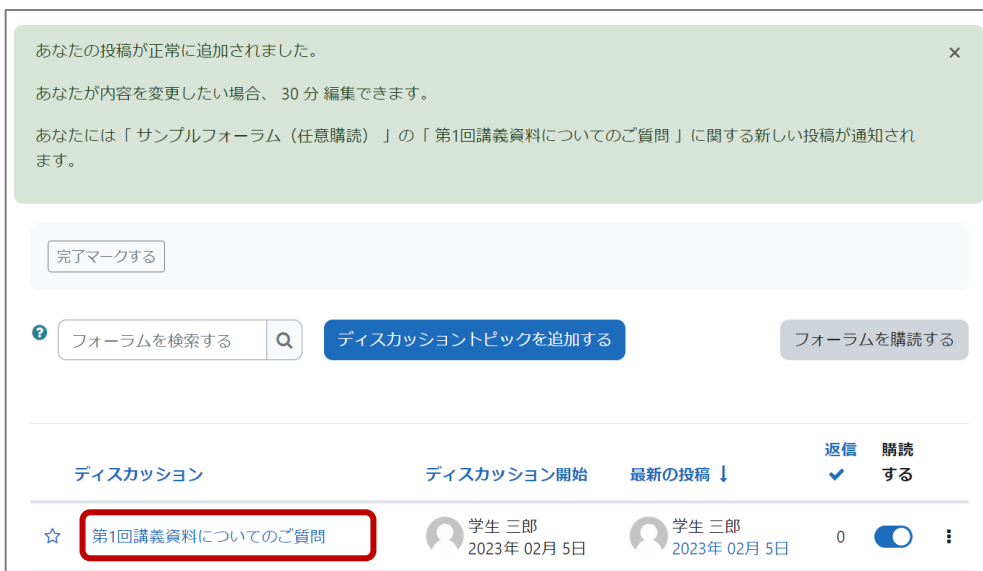 あなたの投稿が正常に追加されました。
×
あなたが内容を変更したい場合、 30 分 編集できます。
あなたには「 サンプルフォーラム（任意購読） 」の「 第1回講義資料についてのご質問 」に関する新しい投稿が通知され
ます。
完了マークする
フォーラムを検索する
ディスカッショントピックを追加する
フォーラムを購読する
ディスカッション
ディスカッション開始
最新の投稿 ↓
返信
購読
する
第1回講義資料についてのご質問
学生 三郎
2023年 02月 5日
学生 三郎
2023年 02月 5日
0